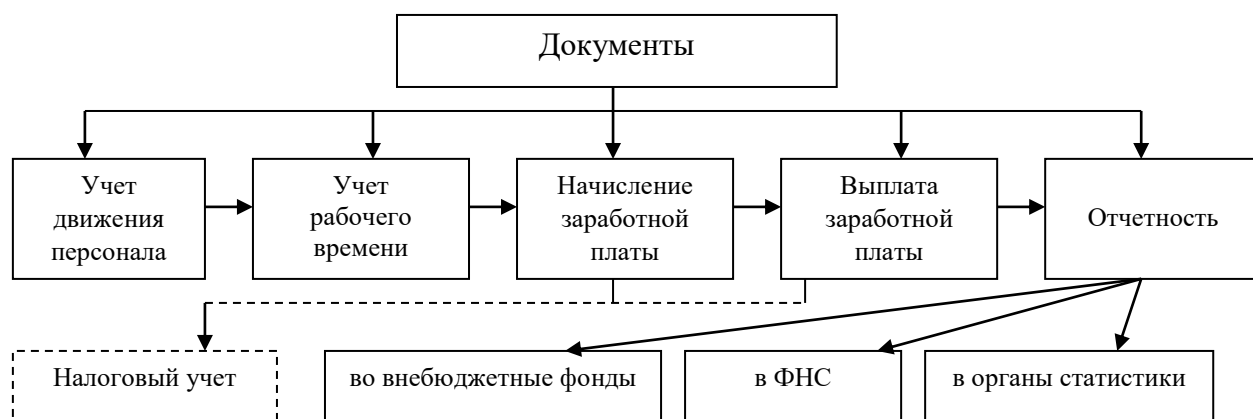 Документы
Учет
движения
персонала
Учет
рабочего
времени
Начисление
заработной
платы
Выплата
заработной
платы
Отчетность
Налоговый учет
во внебюджетные фонды
в ФНС
в органы статистики